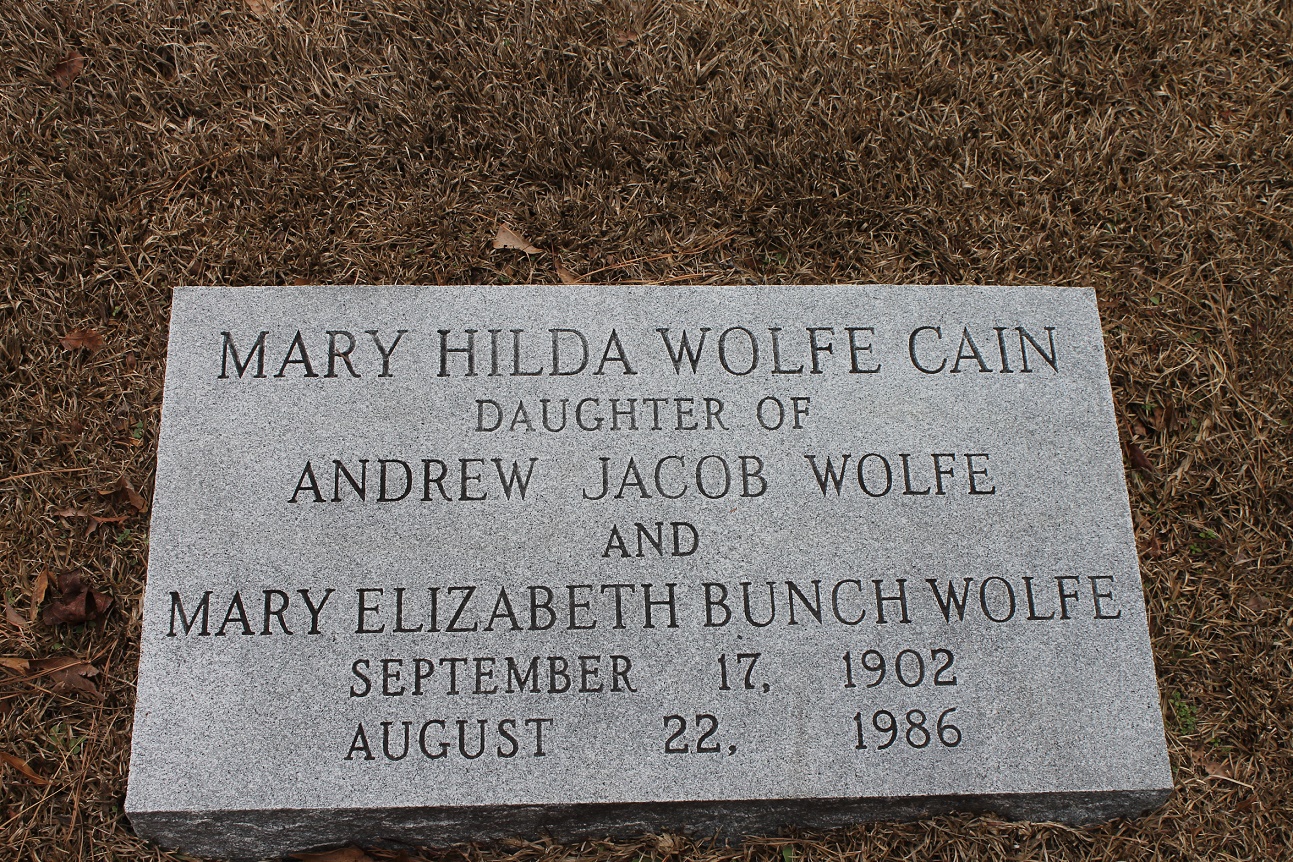 MARY HILDA WOLFE CAIN
DAUGHTER OF
ANDREW JACOB WOLFE
AND
MARY ELIZABETH BUNCH WOLFE
SEPTEMBER 17, 1902
AUGUST 22, 1986